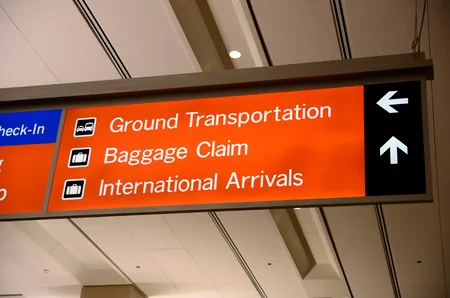 heck-In
Ground Transportation
Baggage Claim
International Arrivals